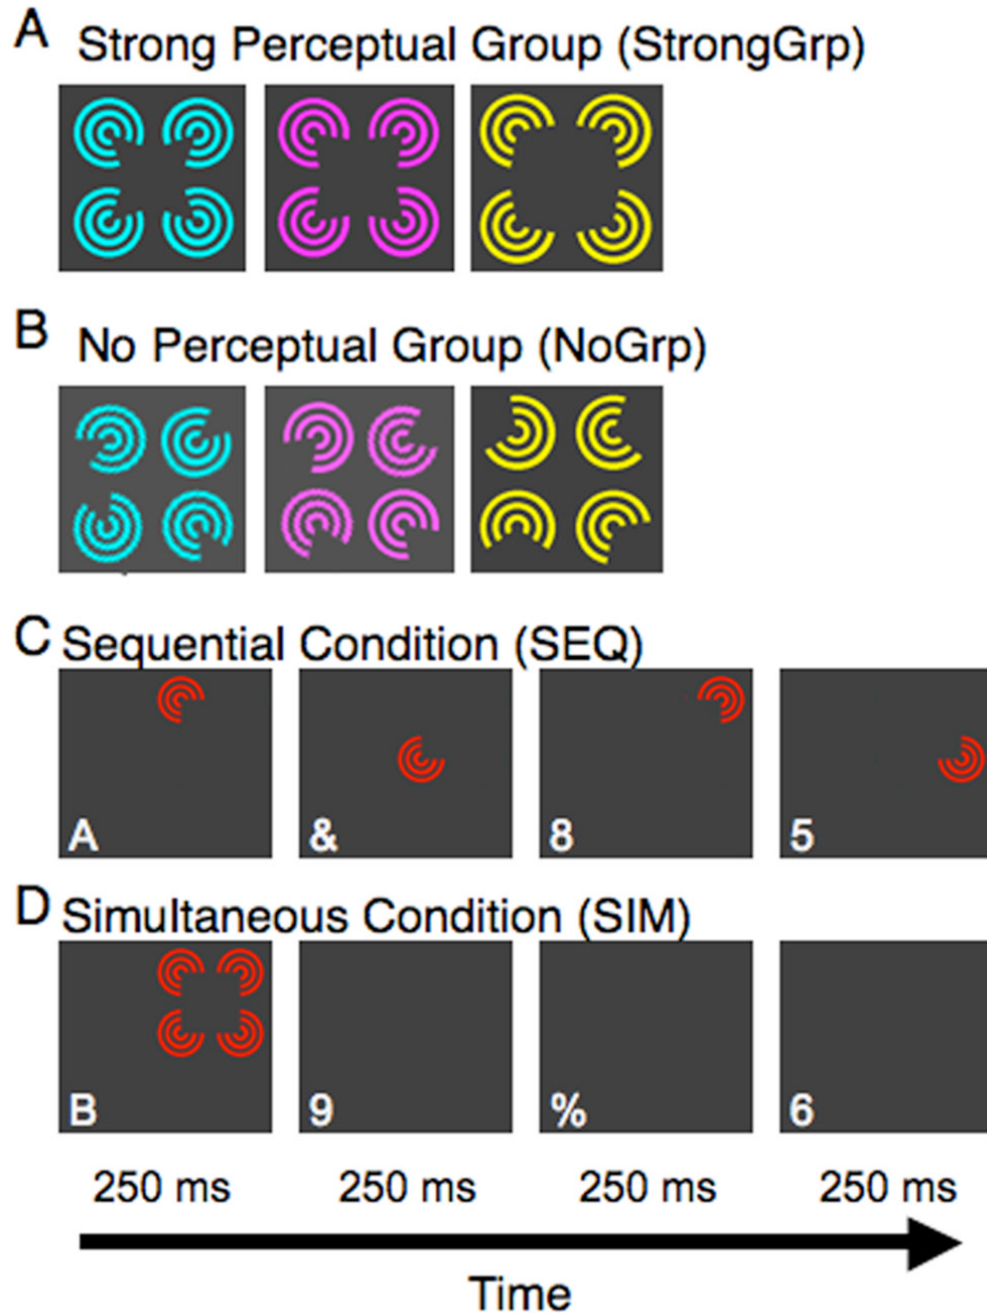 A Strong Perceptual Group (StrongGrp)
B No Perceptual Group (NoGrp)
C Sequential Condition (SEQ)
A & 8 5
D Simultaneous Condition (SIM)
B 9 % 6
250 ms 250 ms 250 ms 250 ms
Time